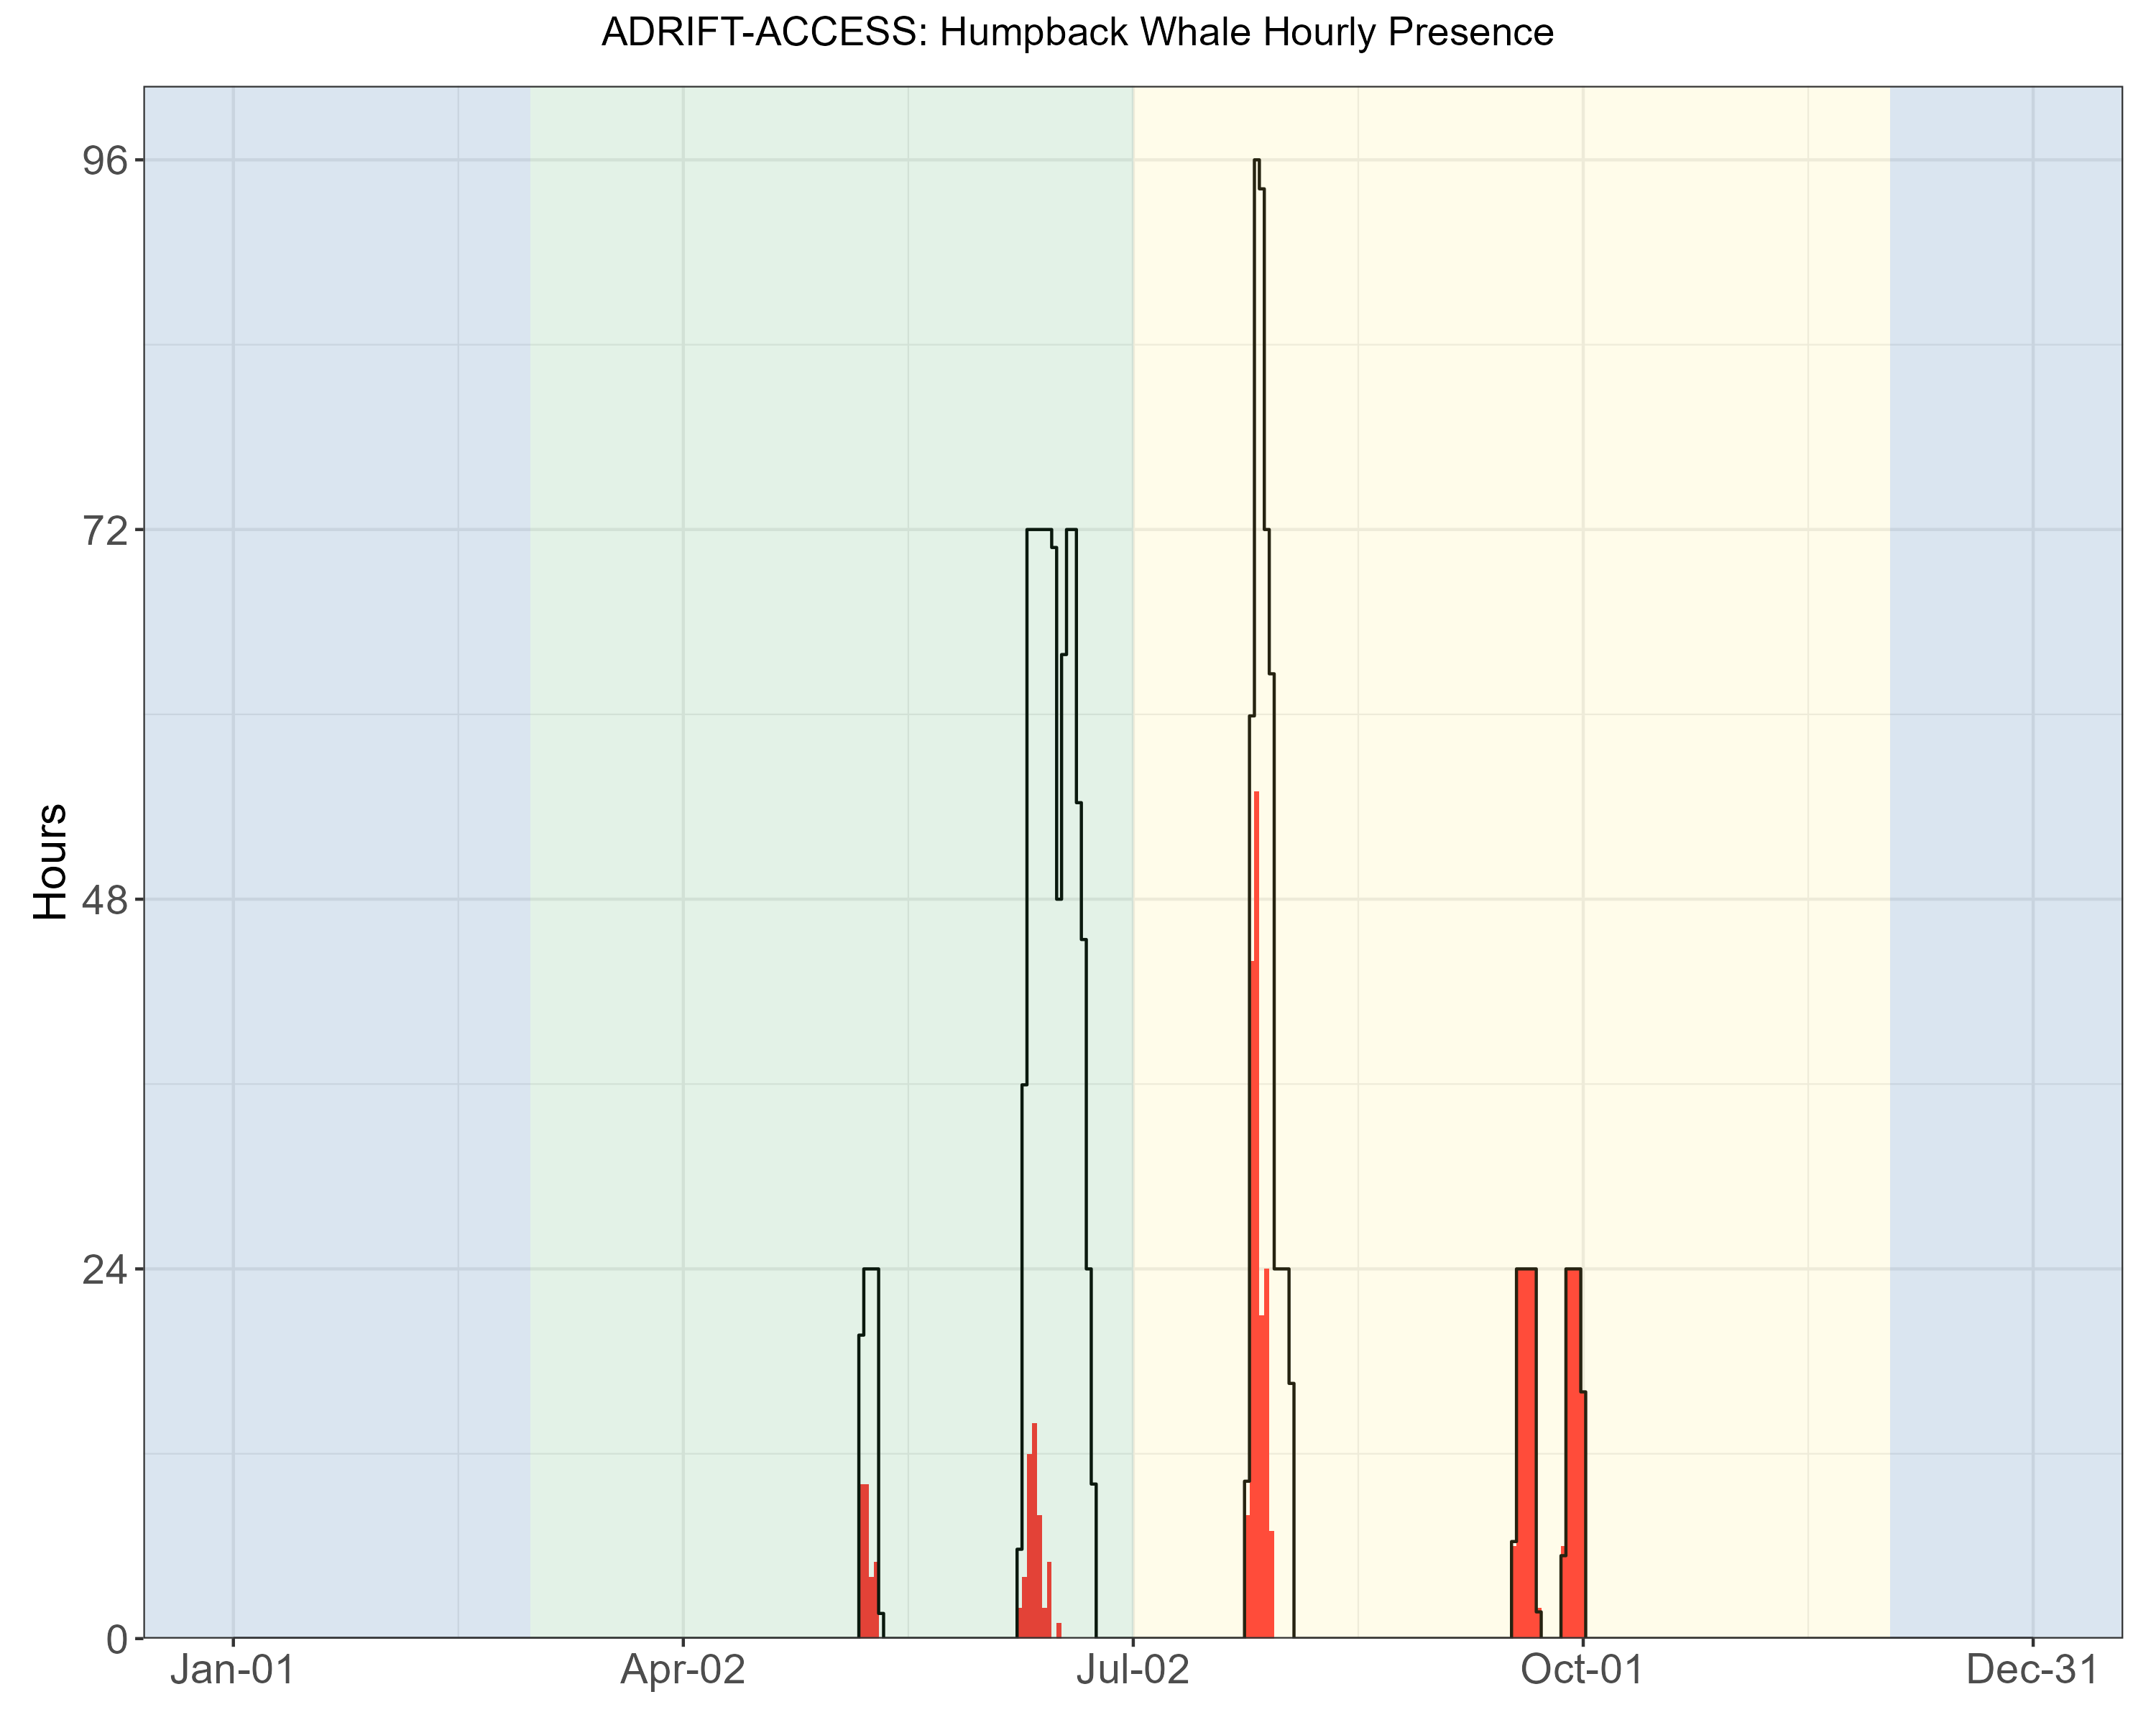 ADRIFT-ACCESS: Humpback Whale Hourly Presence
Hours
96
72
48
24
0
Jan-01
Apr-02
Jul-02
Oct-01
Dec-31